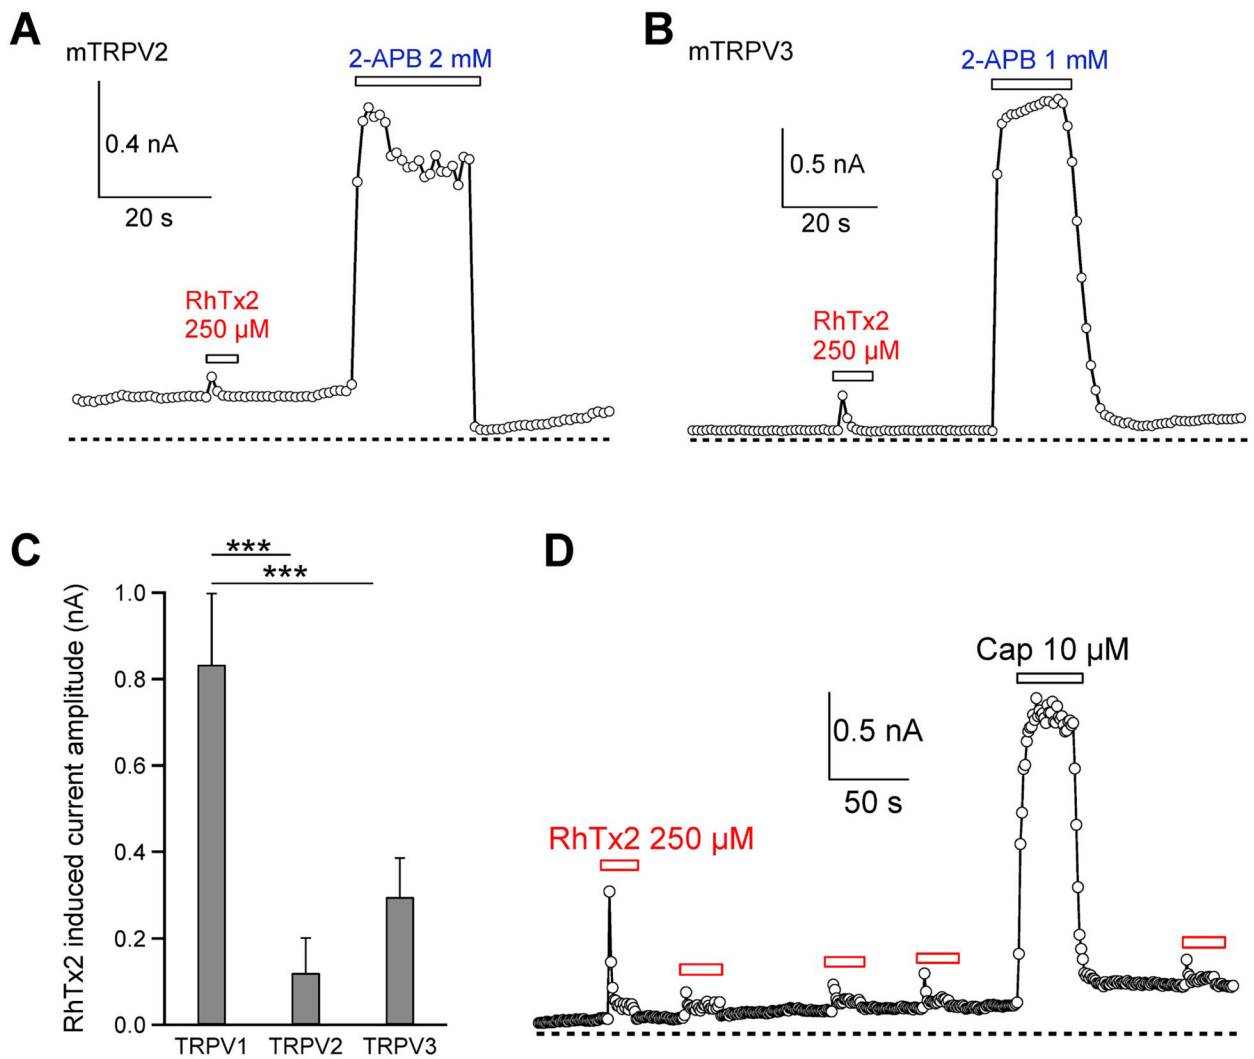 A
mTRPV2
2-APB 2 mM
0.4 nA
20 s
RhTx2
250 μM
B
mTRPV3
2-APB 1 mM
0.5 nA
20 s
RhTx2
250 μM
C
RhTx2 induced current amplitude (nA)
***
***
1.0
0.8
0.6
0.4
0.2
0.0
TRPV1 TRPV2 TRPV3
D
Cap 10 μM
0.5 nA
50 s
RhTx2 250 μM